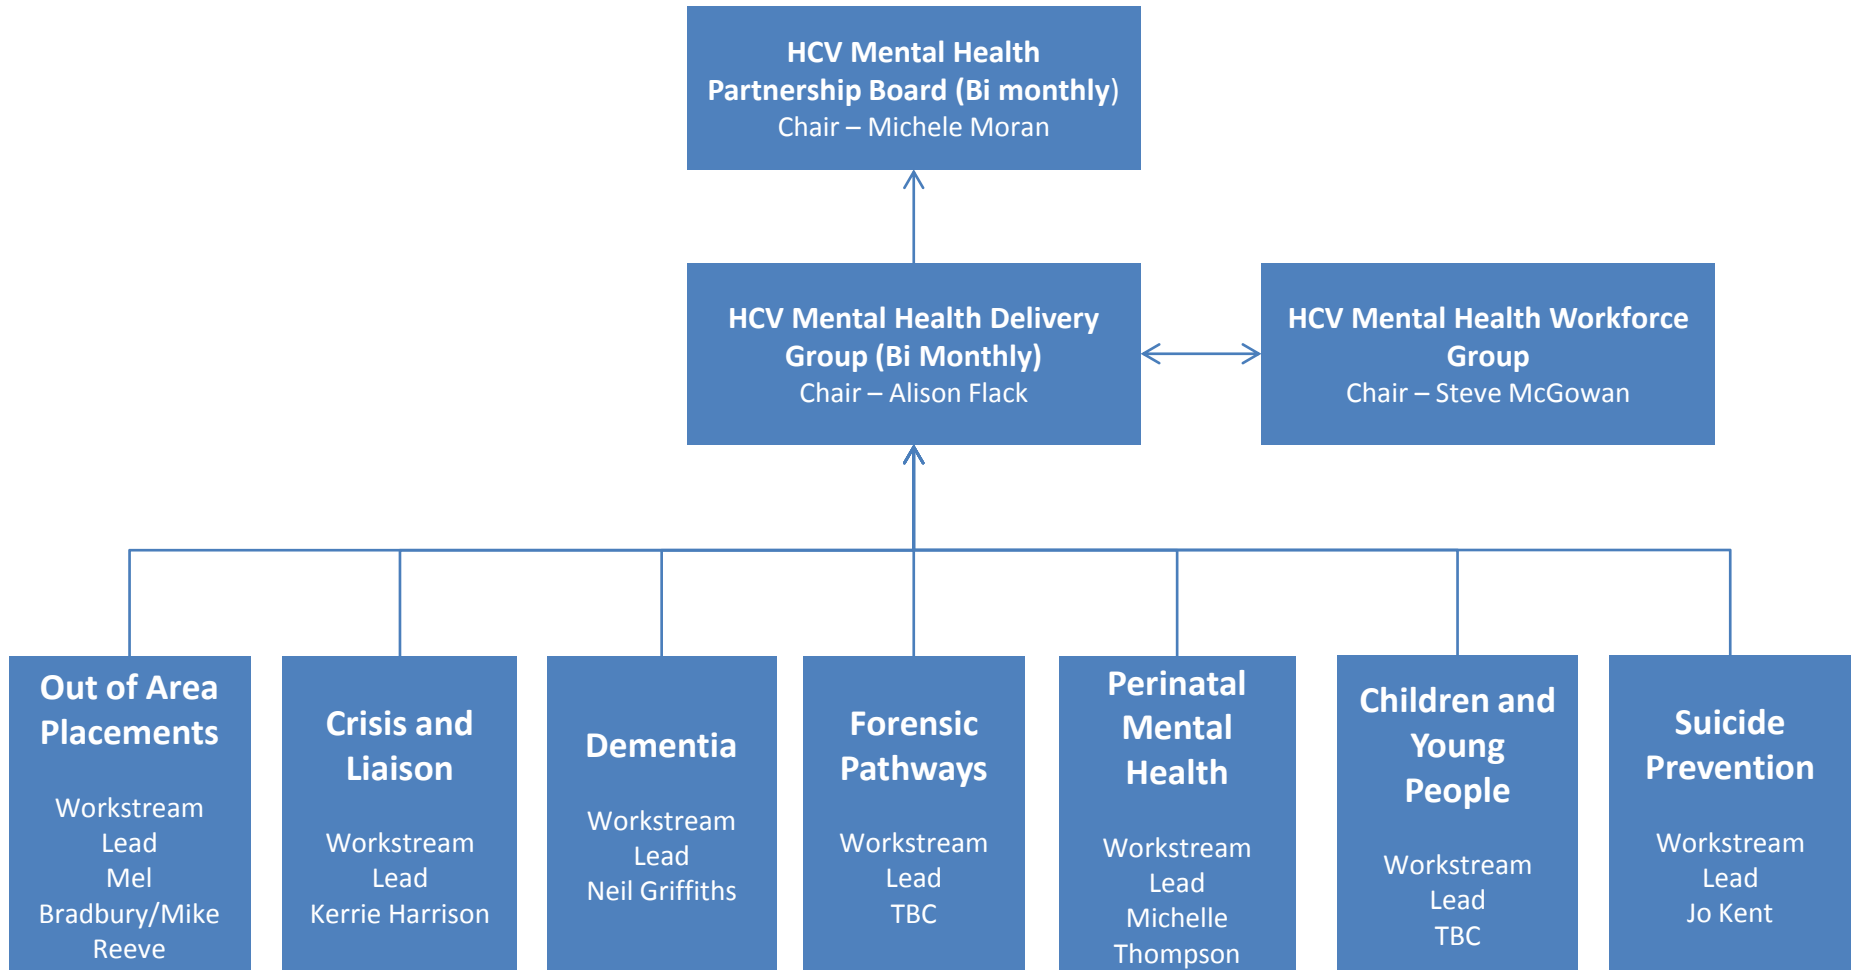 HCV Mental Health
Partnership Board (Bi monthly)
Chair – Michele Moran
HCV Mental Health Delivery
Group (Bi Monthly)
Chair – Alison Flack
HCV Mental Health Workforce
Group
Chair – Steve McGowan
Out of Area
Placements
Workstream
Lead
Mel
Bradbury/Mike
Reeve
Crisis and
Liaison
Workstream
Lead
Kerrie Harrison
Dementia
Workstream
Lead
Neil Griffiths
Forensic
Pathways
Workstream
Lead
TBC
Perinatal
Mental
Health
Workstream
Lead
Michelle
Thompson
Children and
Young
People
Workstream
Lead
TBC
Suicide
Prevention
Workstream
Lead
Jo Kent